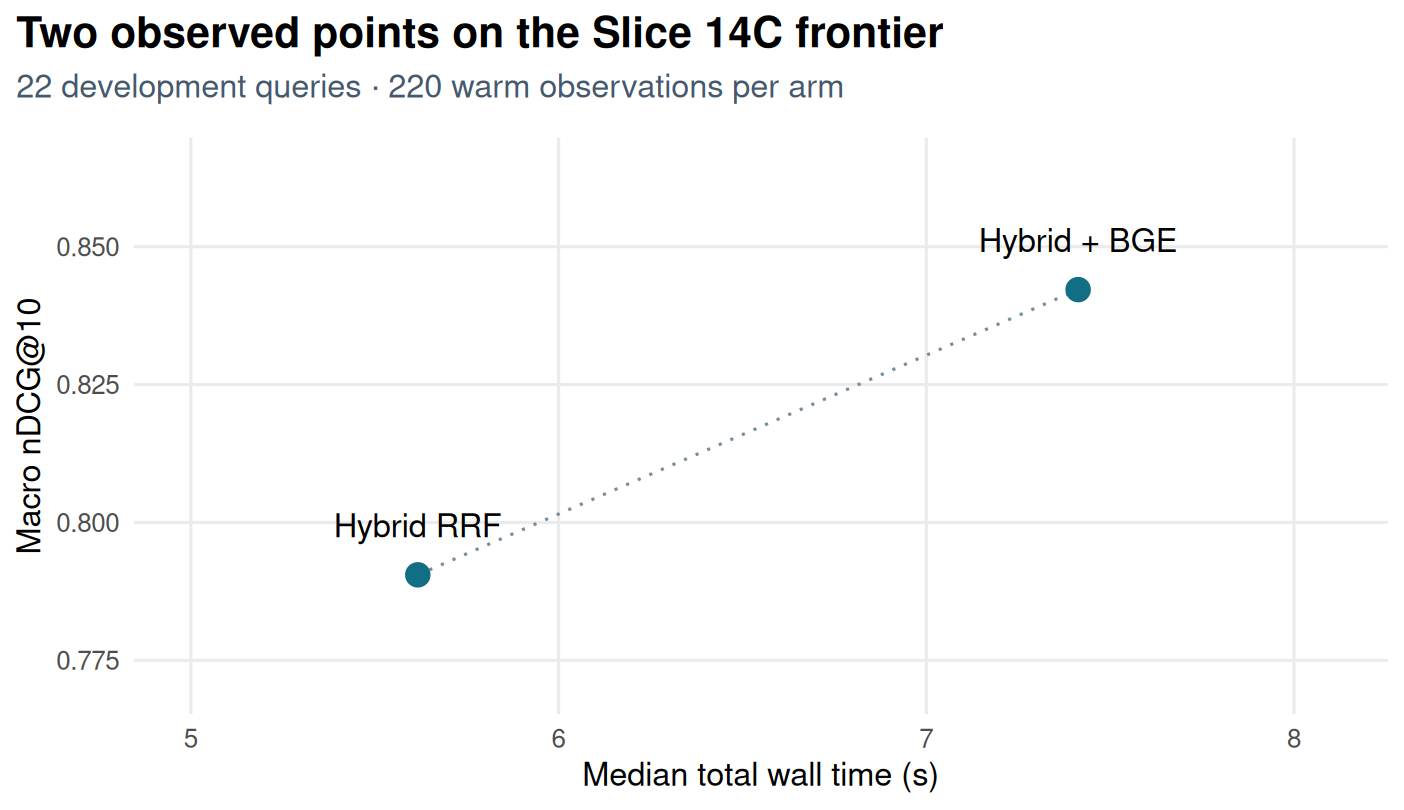 Two observed points on the Slice 14C frontier
22 development queries · 220 warm observations per arm
Macro nDCG@10
0.850
0.825
0.800
0.775
Hybrid + BGE
Hybrid RRF
5
6
7
8
Median total wall time (s)